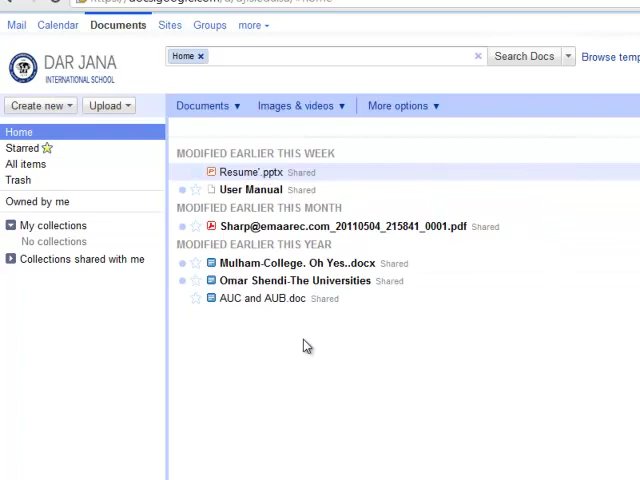 Mail Calendar Documents Sites Groups more
DAR JANA
INTERNATIONAL SCHOOL
Home × Search Docs Browse temp
Create new Upload Documents Images & videos More options
Home
Starred
All items
Trash
Owned by me
My collections
No collections
Collections shared with me
MODIFIED EARLIER THIS WEEK
Resume'.pptx Shared
User Manual Shared
MODIFIED EARLIER THIS MONTH
Sharp@emaarec.com_20110504_215841_0001.pdf Shared
MODIFIED EARLIER THIS YEAR
Mulham-College. Oh Yes..docx Shared
Omar Shendi-The Universities Shared
AUC and AUB.doc Shared